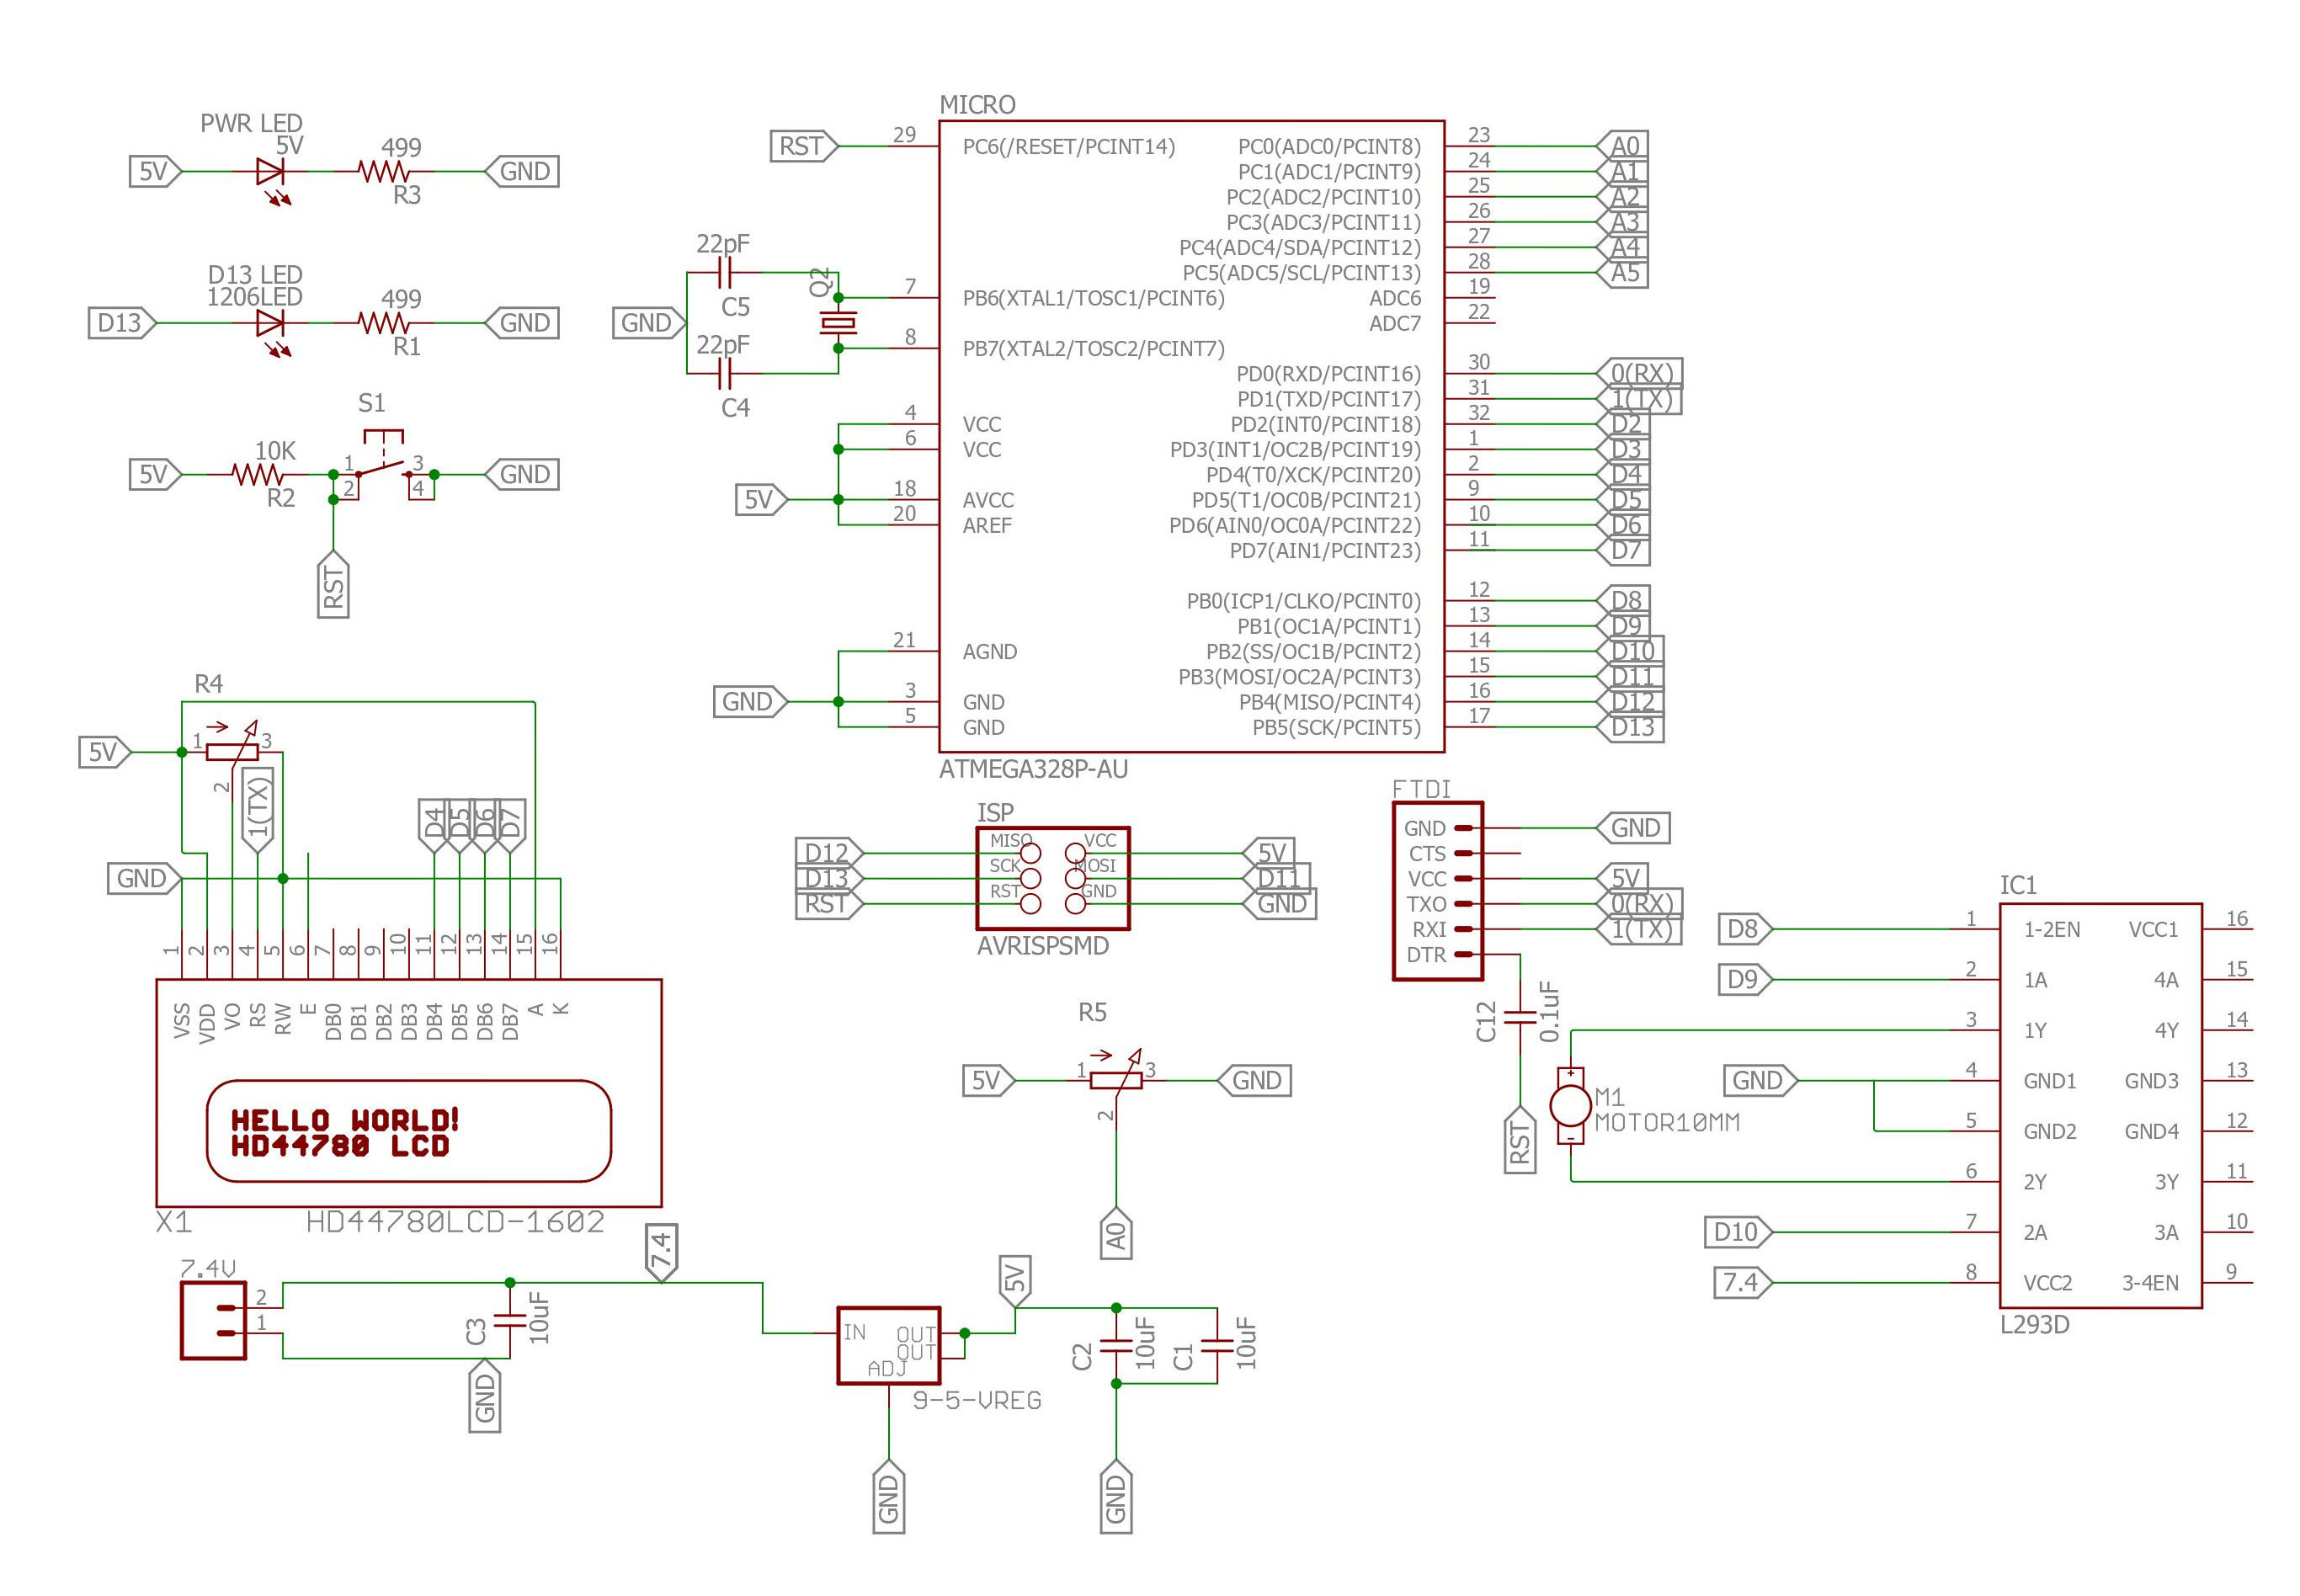 PWR LED
5V
5V
499
R3
GND
D13 LED
1206LED
D13
499
R1
GND
S1
5V
10K
R2
1
2
3
4
GND
RST
MICRO
RST
29 PC6(/RESET/PCINT14)
22pF
C5
GND
22pF
C4
Q2
7 PB6(XTAL1/TOSC1/PCINT6)
8 PB7(XTAL2/TOSC2/PCINT7)
4 VCC
6 VCC
5V
18 AVCC
20 AREF
21 AGND
GND
3 GND
5 GND
PC0(ADC0/PCINT8) 23 A0
PC1(ADC1/PCINT9) 24 A1
PC2(ADC2/PCINT10) 25 A2
PC3(ADC3/PCINT11) 26 A3
PC4(ADC4/SDA/PCINT12) 27 A4
PC5(ADC5/SCL/PCINT13) 28 A5
ADC6 19
ADC7 22
PD0(RXD/PCINT16) 30 0(RX)
PD1(TXD/PCINT17) 31 1(TX)
PD2(INT0/PCINT18) 32 D2
PD3(INT1/OC2B/PCINT19) 1 D3
PD4(T0/XCK/PCINT20) 2 D4
PD5(T1/OC0B/PCINT21) 9 D5
PD6(AIN0/OC0A/PCINT22) 10 D6
PD7(AIN1/PCINT23) 11 D7
PB0(ICP1/CLKO/PCINT0) 12 D8
PB1(OC1A/PCINT1) 13 D9
PB2(SS/OC1B/PCINT2) 14 D10
PB3(MOSI/OC2A/PCINT3) 15 D11
PB4(MISO/PCINT4) 16 D12
PB5(SCK/PCINT5) 17 D13
ATMEGA328P-AU
R4
5V
1
3
2
1(TX)
D4
D5
D6
D7
GND
1 VSS
2 VDD
3 VO
4 RS
5 RW
6 E
7 DB0
8 DB1
9 DB2
10 DB3
11 DB4
12 DB5
13 DB6
14 DB7
15 A
16 K
HELLO WORLD!
HD44780 LCD
X1
HD44780LCD-1602
ISP
D12 MISO VCC 5V
D13 SCK MOSI D11
RST RST GND GND
AVRISPSMD
R5
5V
1
3
2
GND
A0
FTDI
GND GND
CTS
VCC 5V
TXO 0(RX)
RXI 1(TX)
DTR
C12
0.1uF
RST
M1
MOTOR10MM
+
-
IC1
D8 1 1-2EN VCC1 16
D9 2 1A 4A 15
3 1Y 4Y 14
GND 4 GND1 GND3 13
5 GND2 GND4 12
6 2Y 3Y 11
D10 7 2A 3A 10
7.4 8 VCC2 3-4EN 9
L293D
7.4V
2
1
C3
10uF
GND
7.4
IN
OUT
OUT
ADJ
9-5-VREG
GND
5V
C2
10uF
C1
10uF
GND